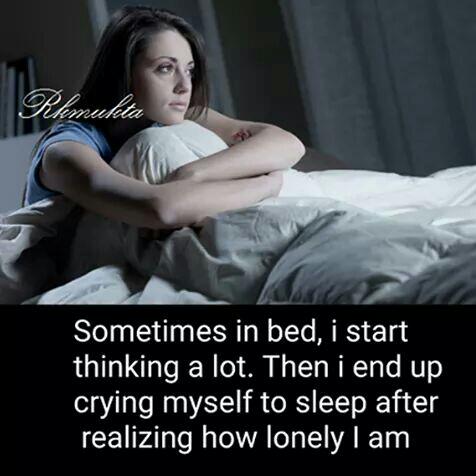 Rhmukta
Sometimes in bed, i start
thinking a lot. Then i end up
crying myself to sleep after
realizing how lonely I am